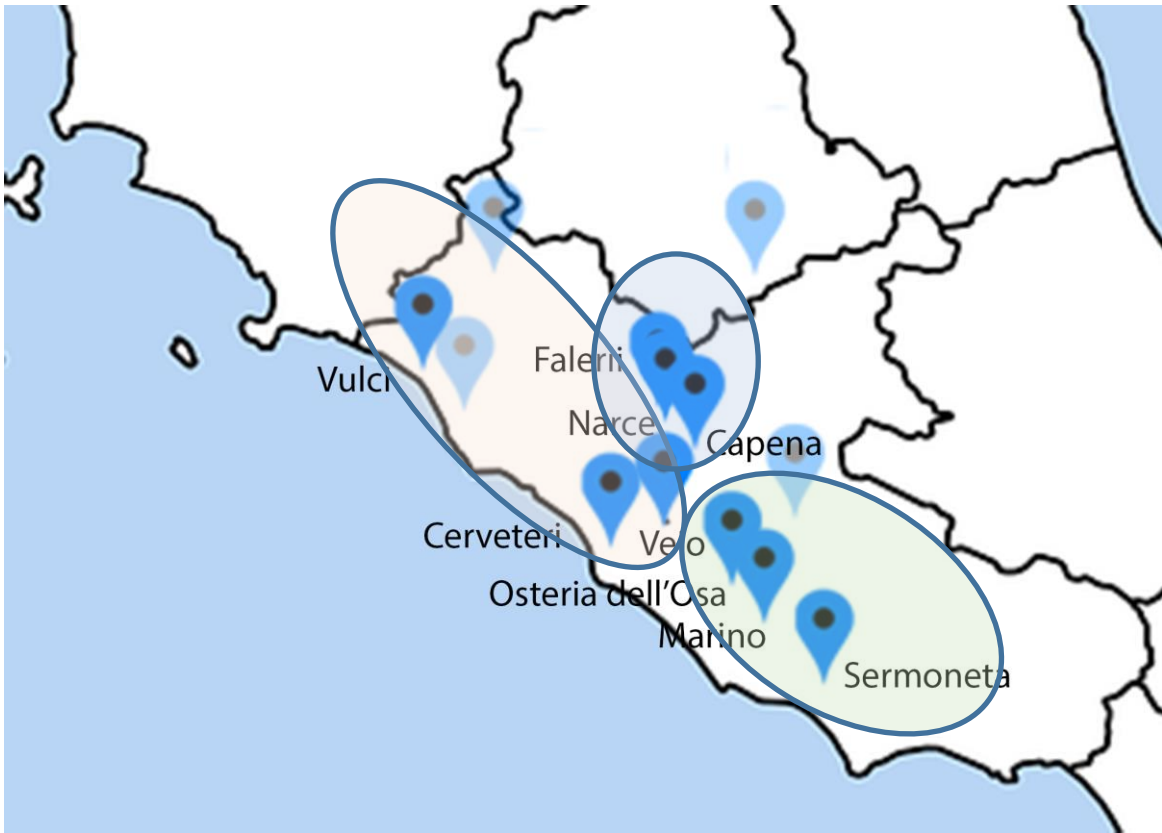 Falerii
Vulci
Narce
Capena
Cerveteri
Veio
Osteria dell'Osa
Marino
Sermoneta